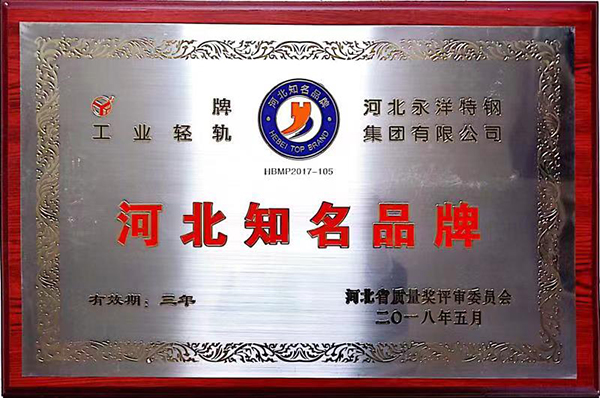 牌
工业轻轨
河北知名品牌
HEBEI TOP BRAND
HBMP2017-105
河北永洋特钢
集团有限公司
河北知名品牌
有效期：三年
河北省质量奖评审委员会
二〇一八年五月